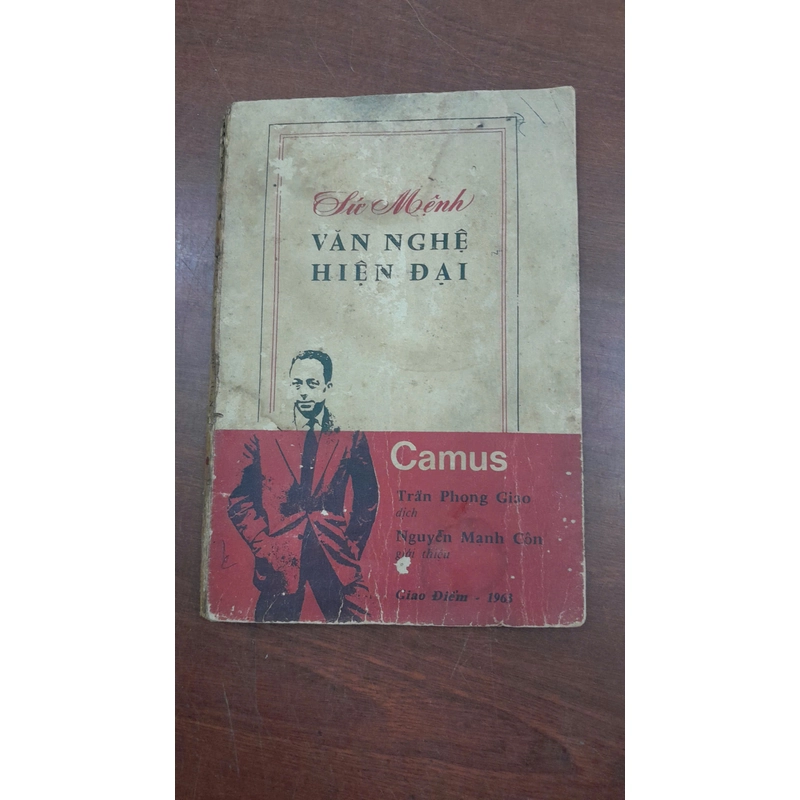 Sứ Mệnh
VĂN NGHỆ
HIỆN ĐẠI
Camus
Trần Phong Giao
dịch
Nguyễn Mạnh Côn
giới thiệu
Giao Điểm - 1963